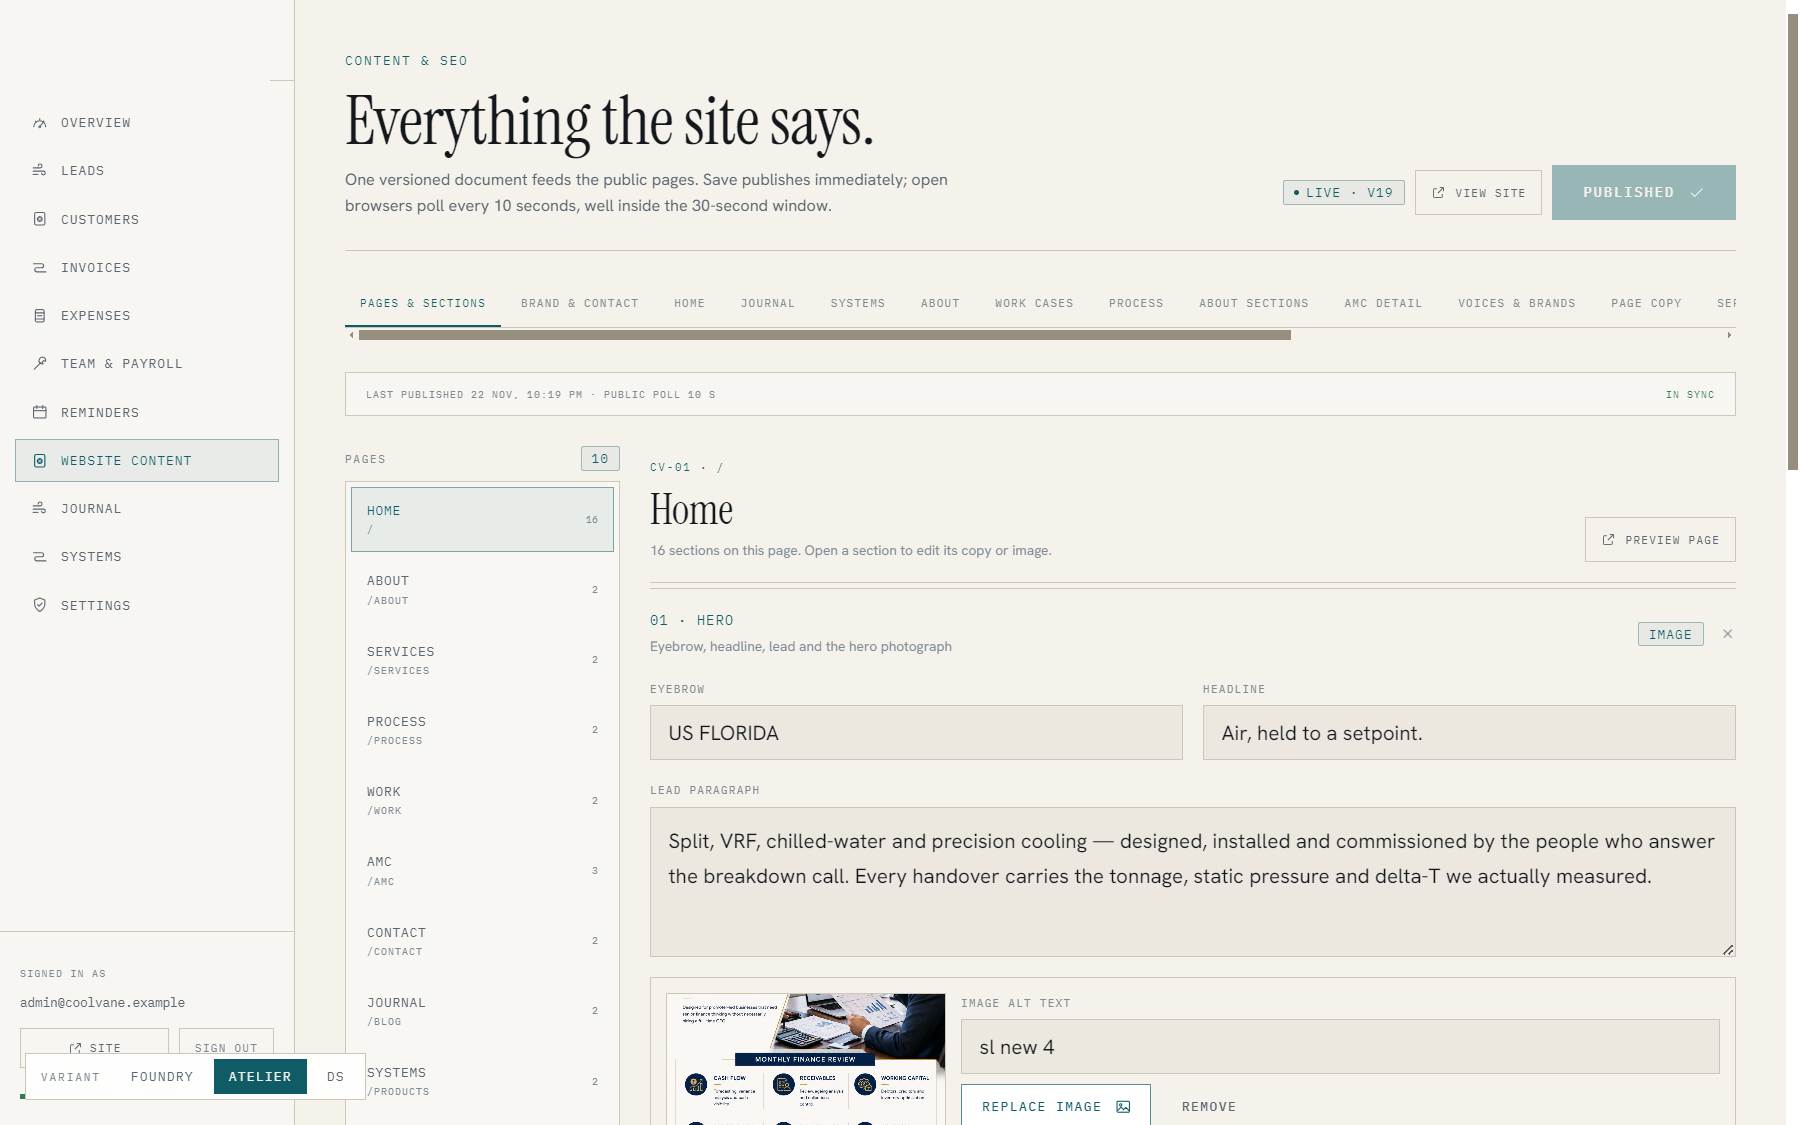 OVERVIEW
LEADS
CUSTOMERS
INVOICES
EXPENSES
TEAM & PAYROLL
REMINDERS
WEBSITE CONTENT
JOURNAL
SYSTEMS
SETTINGS
SIGNED IN AS
admin@coolvane.example
SITE
SIGN OUT
VARIANT
FOUNDRY
ATELIER
DS
CONTENT & SEO
Everything the site says.
One versioned document feeds the public pages. Save publishes immediately; open
browsers poll every 10 seconds, well inside the 30-second window.
LIVE · V19
VIEW SITE
PUBLISHED
PAGES & SECTIONS
BRAND & CONTACT
HOME
JOURNAL
SYSTEMS
ABOUT
WORK CASES
PROCESS
ABOUT SECTIONS
AMC DETAIL
VOICES & BRANDS
PAGE COPY
LAST PUBLISHED 22 NOV, 10:19 PM · PUBLIC POLL 10 S
IN SYNC
PAGES
10
HOME
/
16
ABOUT
/ABOUT
2
SERVICES
/SERVICES
2
PROCESS
/PROCESS
2
WORK
/WORK
2
AMC
/AMC
3
CONTACT
/CONTACT
2
JOURNAL
/BLOG
2
SYSTEMS
/PRODUCTS
2
CV-01 · /
Home
16 sections on this page. Open a section to edit its copy or image.
PREVIEW PAGE
01 · HERO
Eyebrow, headline, lead and the hero photograph
IMAGE
EYEBROW
US FLORIDA
HEADLINE
Air, held to a setpoint.
LEAD PARAGRAPH
Split, VRF, chilled-water and precision cooling — designed, installed and commissioned by the people who answer
the breakdown call. Every handover carries the tonnage, static pressure and delta-T we actually measured.
MONTHLY FINANCE REVIEW
CASH FLOW
RECEIVABLES
WORKING CAPITAL
IMAGE ALT TEXT
sl new 4
REPLACE IMAGE
REMOVE